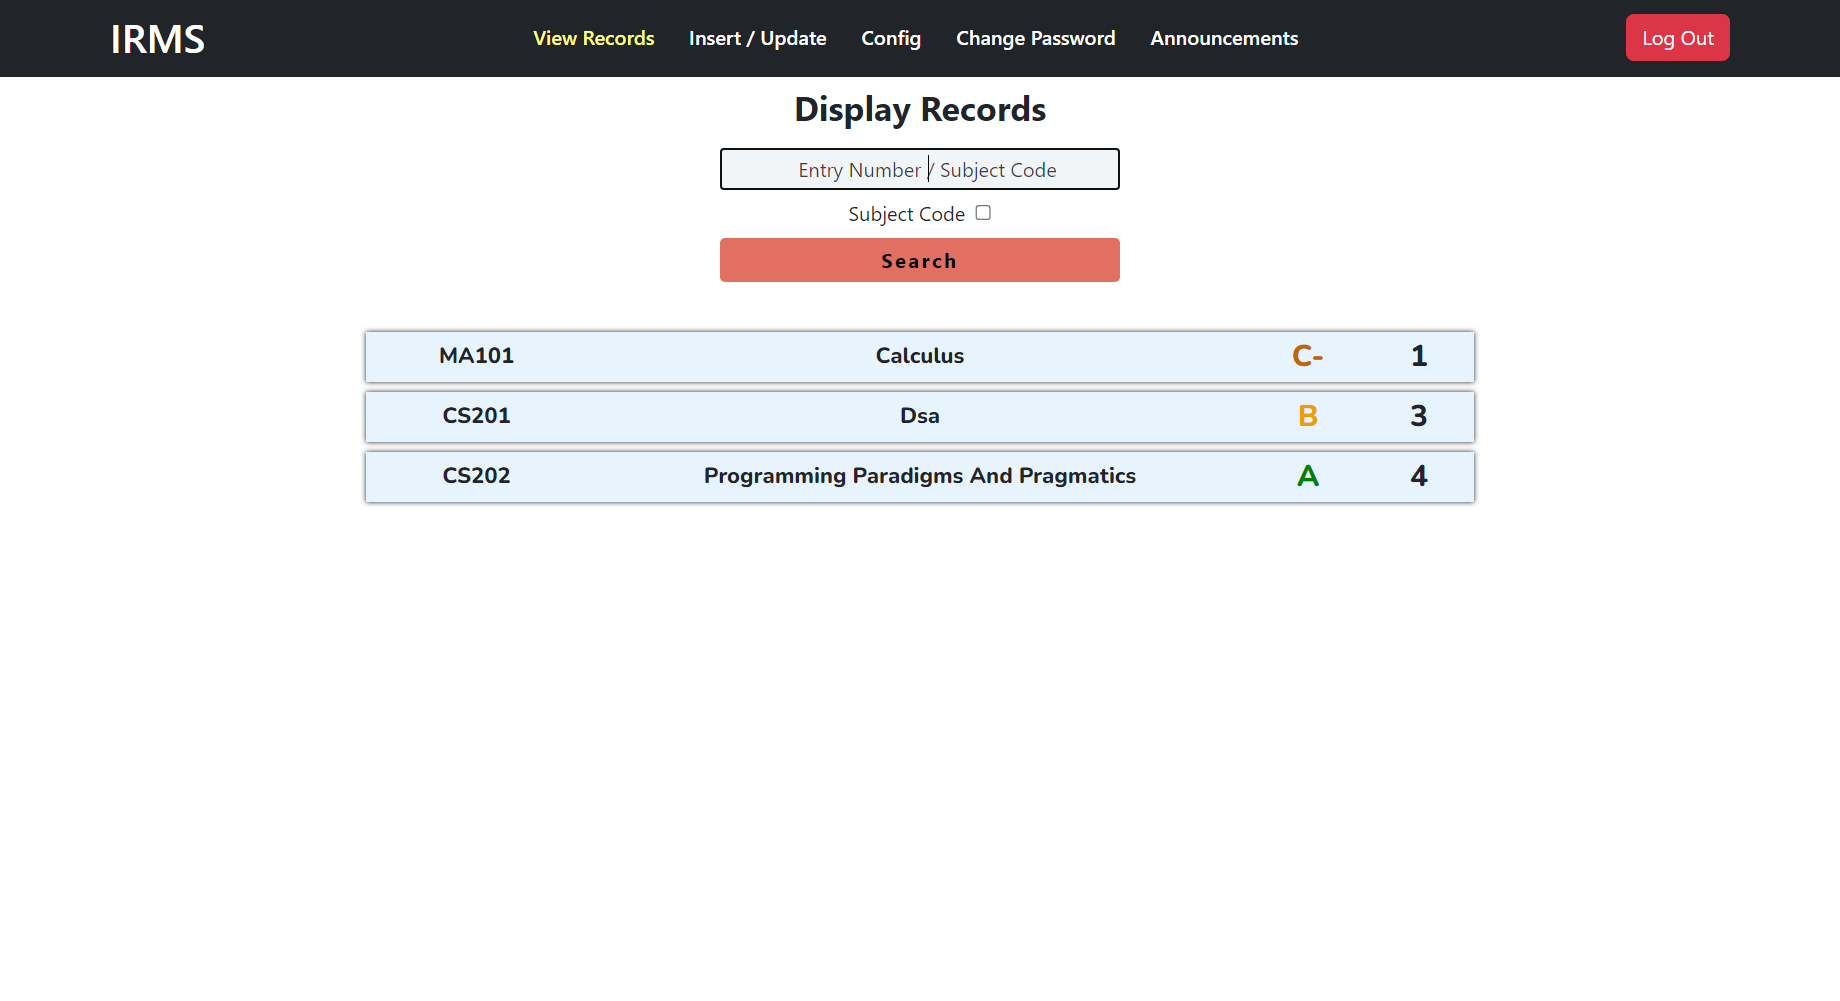 IRMS View Records Insert / Update Config Change Password Announcements Log Out
Display Records
Entry Number / Subject Code
Subject Code
Search
MA101 Calculus C- 1
CS201 Dsa B 3
CS202 Programming Paradigms And Pragmatics A 4